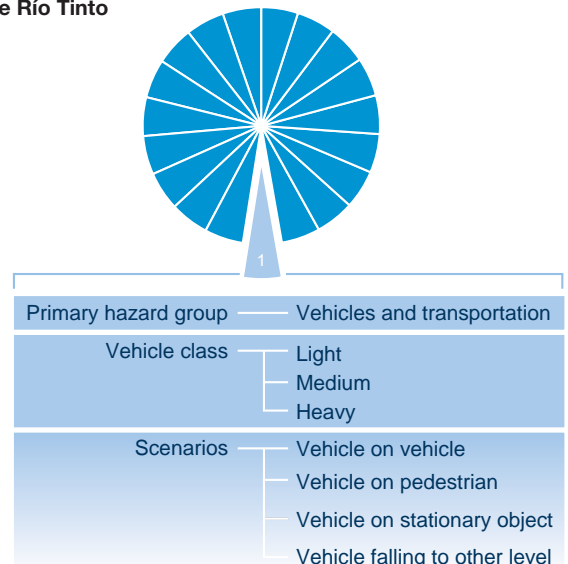 e Río Tinto
1
Primary hazard group Vehicles and transportation
Vehicle class Light
Medium
Heavy
Scenarios Vehicle on vehicle
Vehicle on pedestrian
Vehicle on stationary object
Vehicle falling to other level